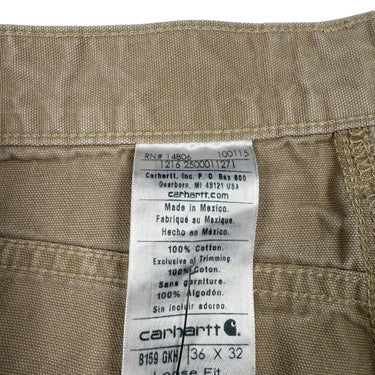 RN# 14806 100115
1216 2500011271
Carhartt, Inc. P. O. Box 600
Dearborn, MI 48121 USA
carhartt.com
Made in Mexico.
Fabriqué au Mexique.
Hecho en México.
100% Cotton.
Exclusive of Trimming.
100% Coton.
Sans garniture.
100% Algodón.
Sin incluir adorno.
carhartt
B159 GKH 36 X 32
Loose Fit